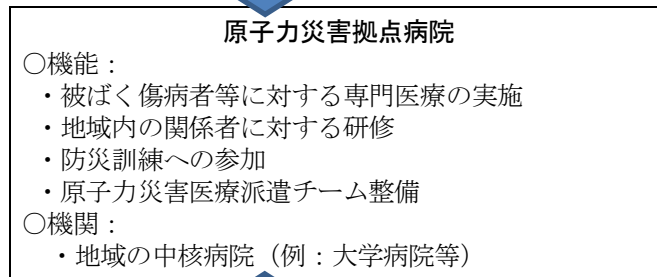 原子力災害拠点病院
○機能：
・被ばく傷病者等に対する専門医療の実施
・地域内の関係者に対する研修
・防災訓練への参加
・原子力災害医療派遣チーム整備
○機関：
・地域の中核病院（例：大学病院等）